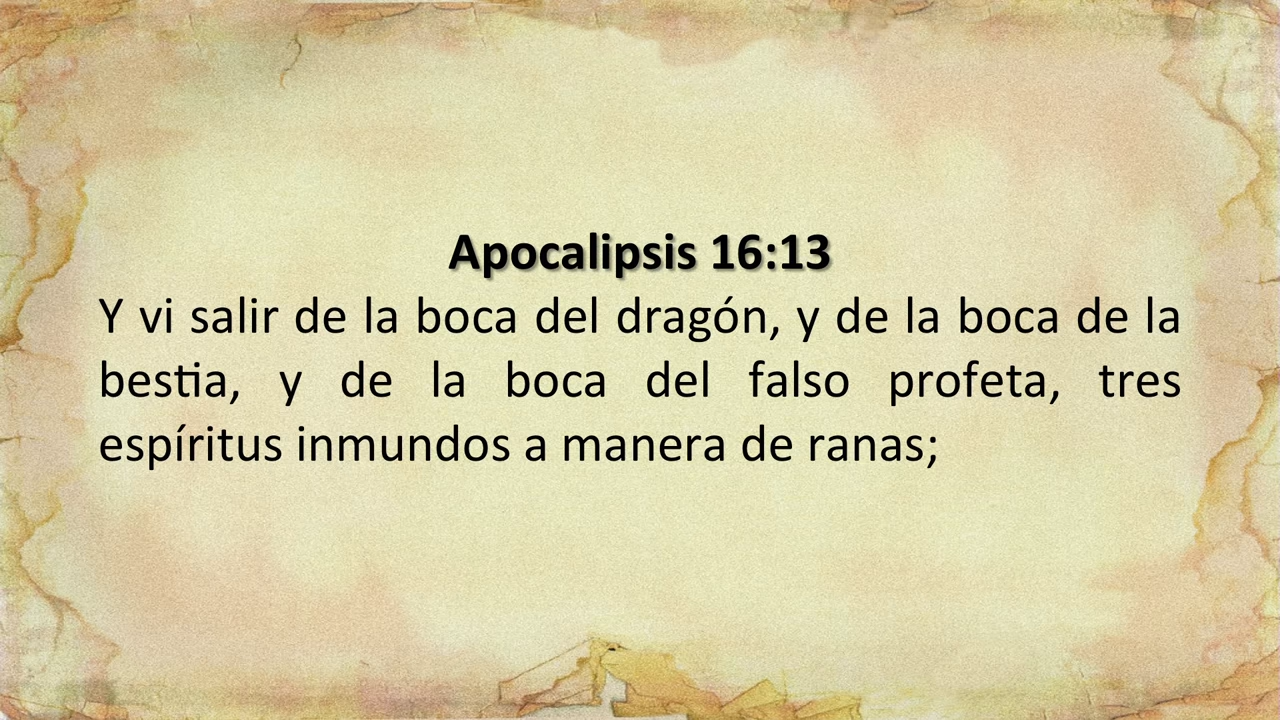 Apocalipsis 16:13
Y vi salir de la boca del dragón, y de la boca de la
bestia, y de la boca del falso profeta, tres
espíritus inmundos a manera de ranas;